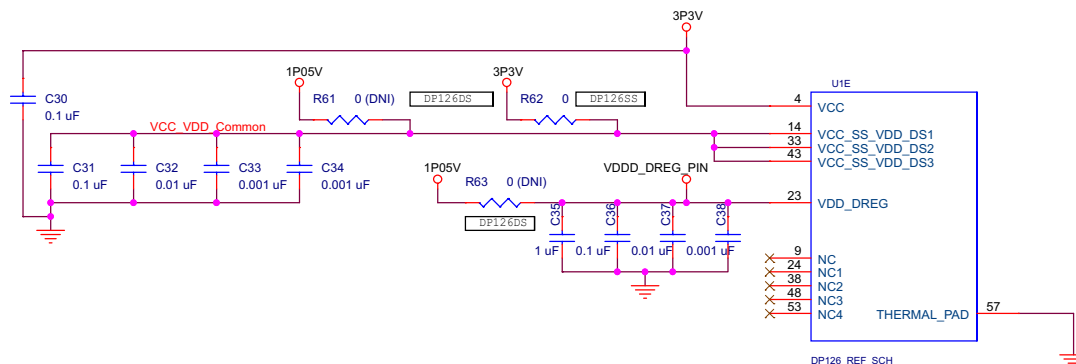 3P3V
1P05V
3P3V
U1E
C30
0.1 uF
R61
0 (DNI)
DP126DS
R62
0
DP126SS
4
VCC
VCC_VDD_Common
14
VCC_SS_VDD_DS1
33
VCC_SS_VDD_DS2
43
VCC_SS_VDD_DS3
C31
0.1 uF
C32
0.01 uF
C33
0.001 uF
C34
0.001 uF
1P05V
R63
0 (DNI)
DP126DS
VDDD_DREG_PIN
23
VDD_DREG
C35
1 uF
C36
0.1 uF
C37
0.01 uF
C38
0.001 uF
9
NC
24
NC1
38
NC2
48
NC3
53
NC4
THERMAL_PAD
57
DP126_REF_SCH